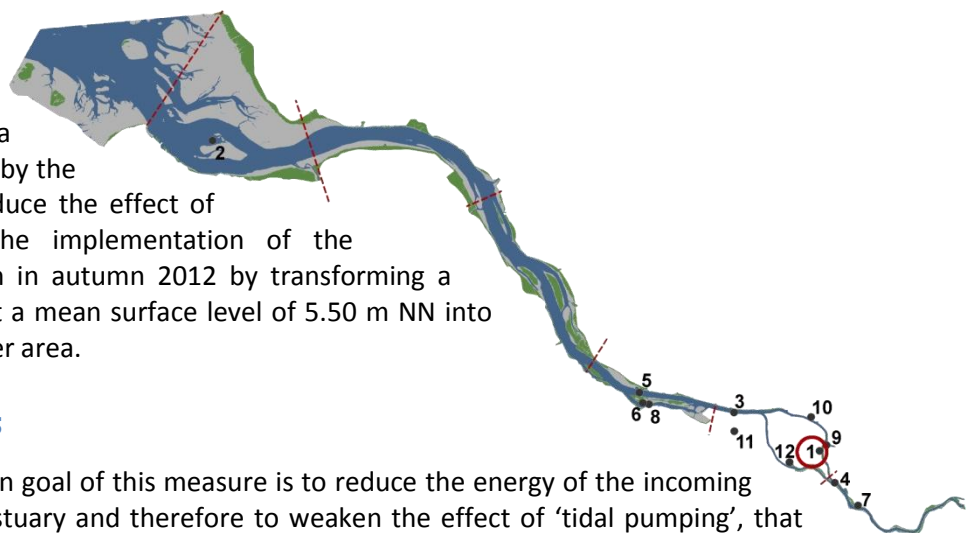 a
by the
duce the effect of
he implementation of the
in autumn 2012 by transforming a
t a mean surface level of 5.50 m NN into
er area.
s
n goal of this measure is to reduce the energy of the incoming
stuary and therefore to weaken the effect of ‘tidal pumping’, that
2
5
6
8
3
11
10
9
1
12
4
7